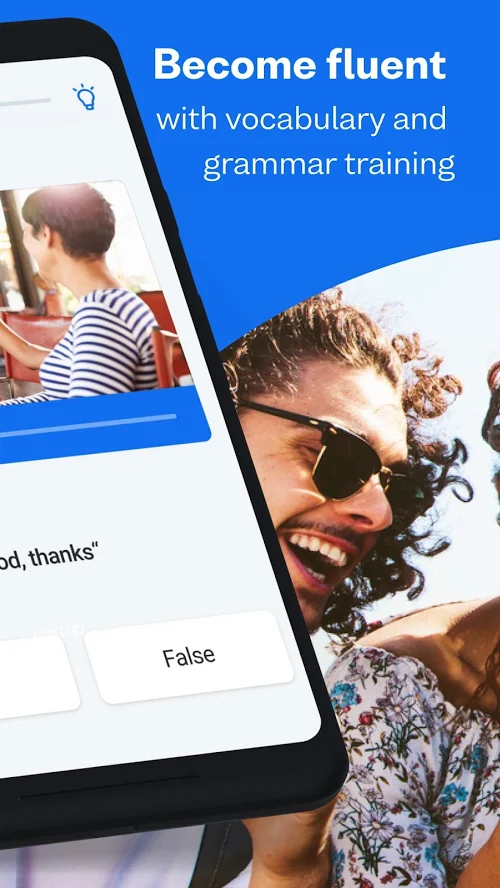 Become fluent
with vocabulary and
grammar training
od, thanks“
False